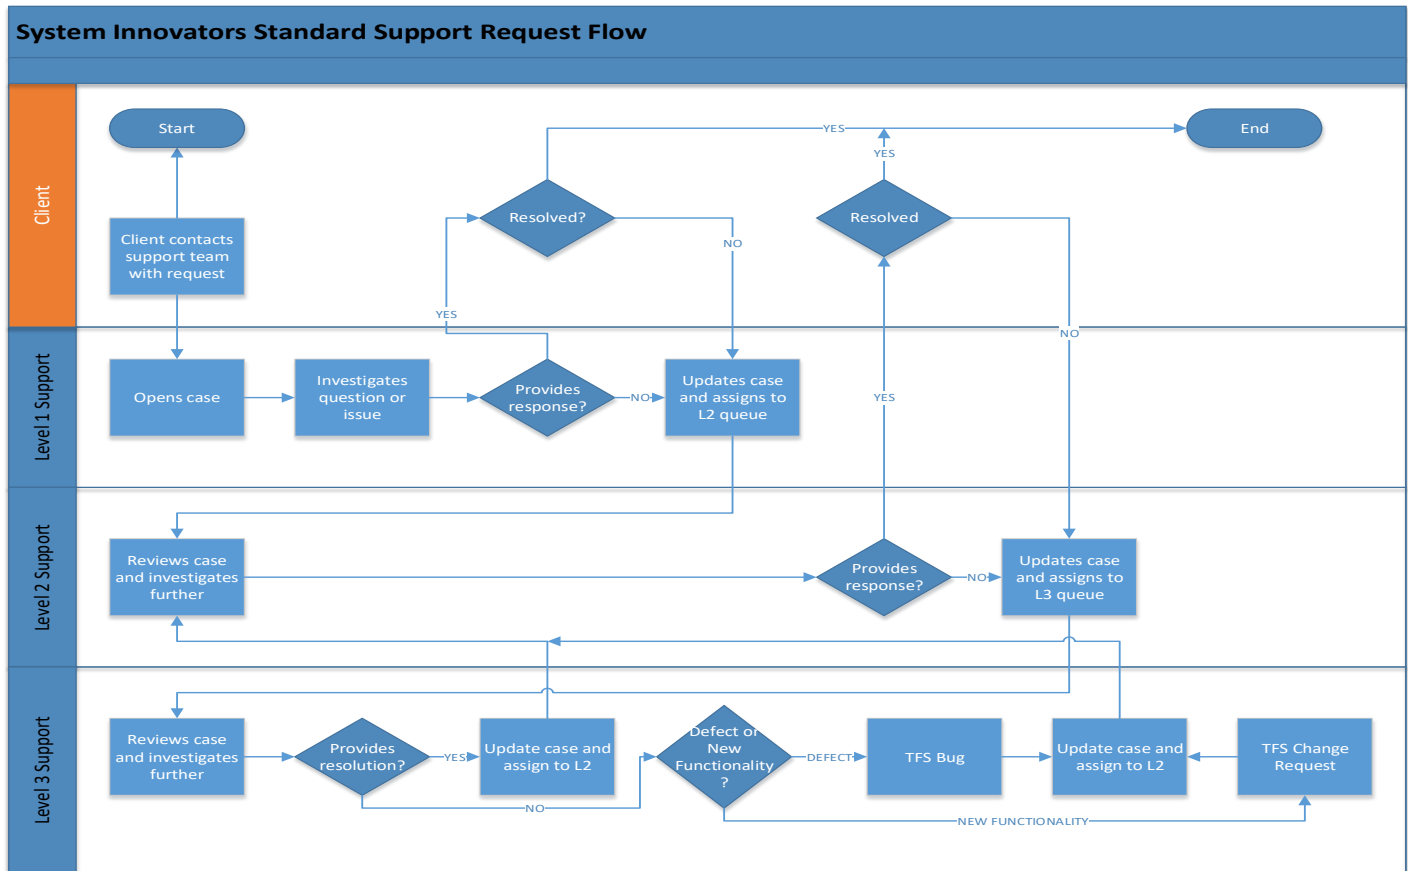 System Innovators Standard Support Request Flow
Client
Start
YES
End
YES
Resolved?
Resolved
Client contacts
support team
with request
NO
YES
NO
Level 1 Support
Opens case
Investigates
question or
issue
Provides
response?
NO
Updates case
and assigns to
L2 queue
YES
Level 2 Support
Reviews case
and investigates
further
Provides
response?
NO
Updates case
and assigns to
L3 queue
Level 3 Support
Reviews case
and investigates
further
Provides
resolution?
YES
Update case and
assign to L2
NO
Defect or
New
Functionality
?
DEFECT
TFS Bug
Update case and
assign to L2
TFS Change
Request
NEW FUNCTIONALITY